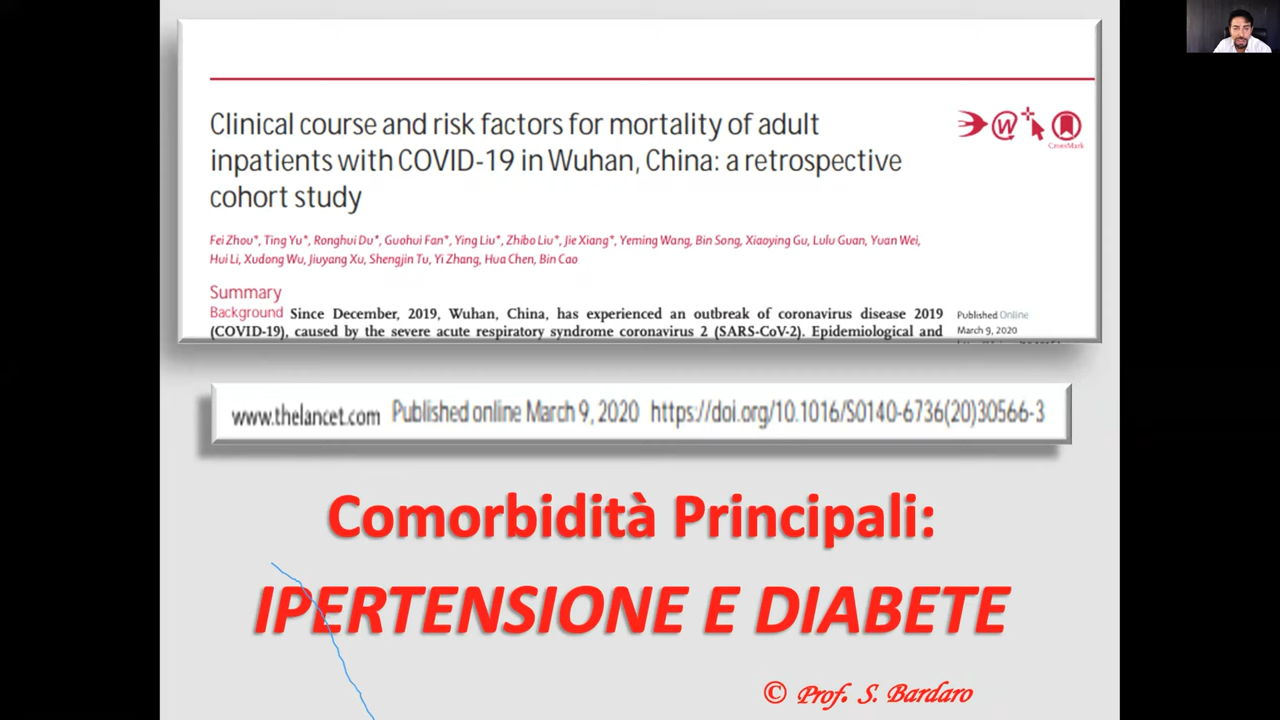 Clinical course and risk factors for mortality of adult
inpatients with COVID-19 in Wuhan, China: a retrospective
cohort study
CrossMark
Fei Zhou*, Ting Yu*, Ronghui Du*, Guohui Fan*, Ying Liu*, Zhibo Liu*, Jie Xiang*, Yeming Wang, Bin Song, Xiaoying Gu, Lulu Guan, Yuan Wei,
Hui Li, Xudong Wu, Jiuyang Xu, Shengjin Tu, Yi Zhang, Hua Chen, Bin Cao
Summary
Background Since December, 2019, Wuhan, China, has experienced an outbreak of coronavirus disease 2019
(COVID-19), caused by the severe acute respiratory syndrome coronavirus 2 (SARS-CoV-2). Epidemiological and
Published Online
March 9, 2020
www.thelancet.com Published online March 9, 2020 https://doi.org/10.1016/S0140-6736(20)30566-3
Comorbidità Principali:
IPERTENSIONE E DIABETE
© Prof. S. Bardaro